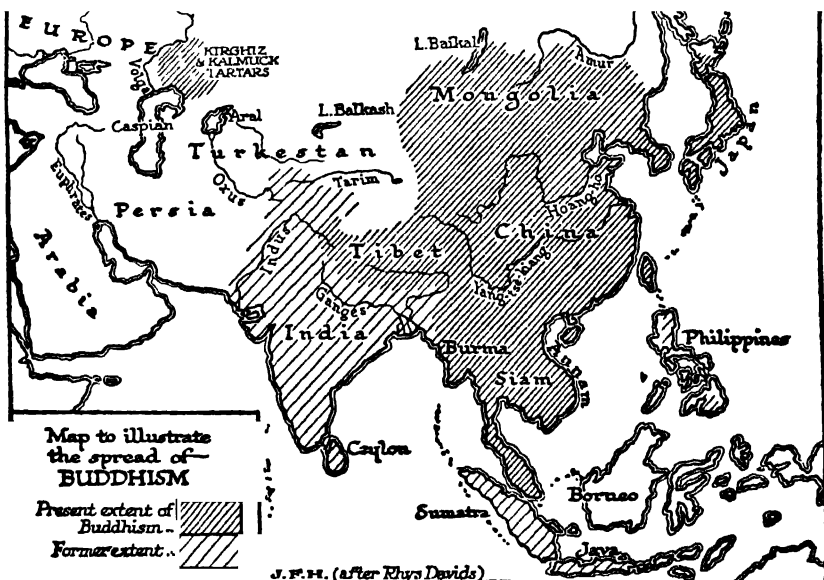 EUROPE
KIRGHIZ
& KALMUCK
TARTARS
Volga
L.Baikal
Amur
Mongolia
Caspian
Aral
L.Balkash
Turkestan
Japan
Oxus
Tarim
Euphrates
Persia
Hoang-ho
China
Arabia
Indus
Tibet
Yang-tse-kiang
Ganges
India
Burma
Siam
Annam
Philippines
Ceylon
Borneo
Sumatra
Java
Map to illustrate
the spread of—
BUDDHISM
Present extent of
Buddhism..
Former extent..
J.F.H. (after Rhys Davids)